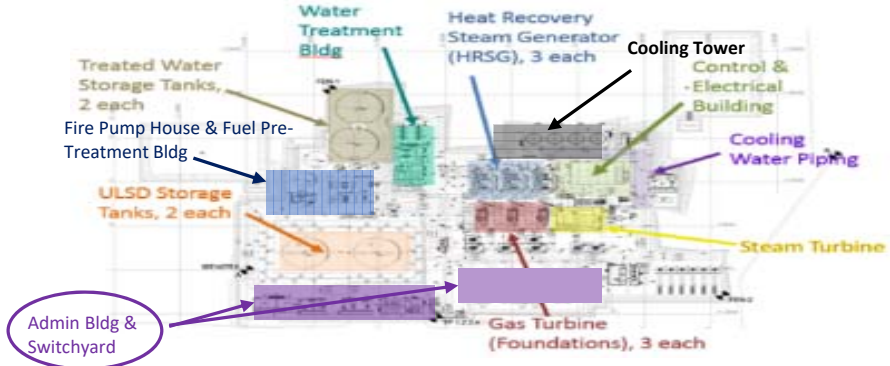 Water
Treatment
Bldg
Heat Recovery
Steam Generator
(HRSG), 3 each
Cooling Tower
Treated Water
Storage Tanks,
2 each
Control &
Electrical
Building
Fire Pump House & Fuel Pre-
Treatment Bldg
Cooling
Water Piping
ULSD Storage
Tanks, 2 each
Steam Turbine
Admin Bldg &
Switchyard
Gas Turbine
(Foundations), 3 each